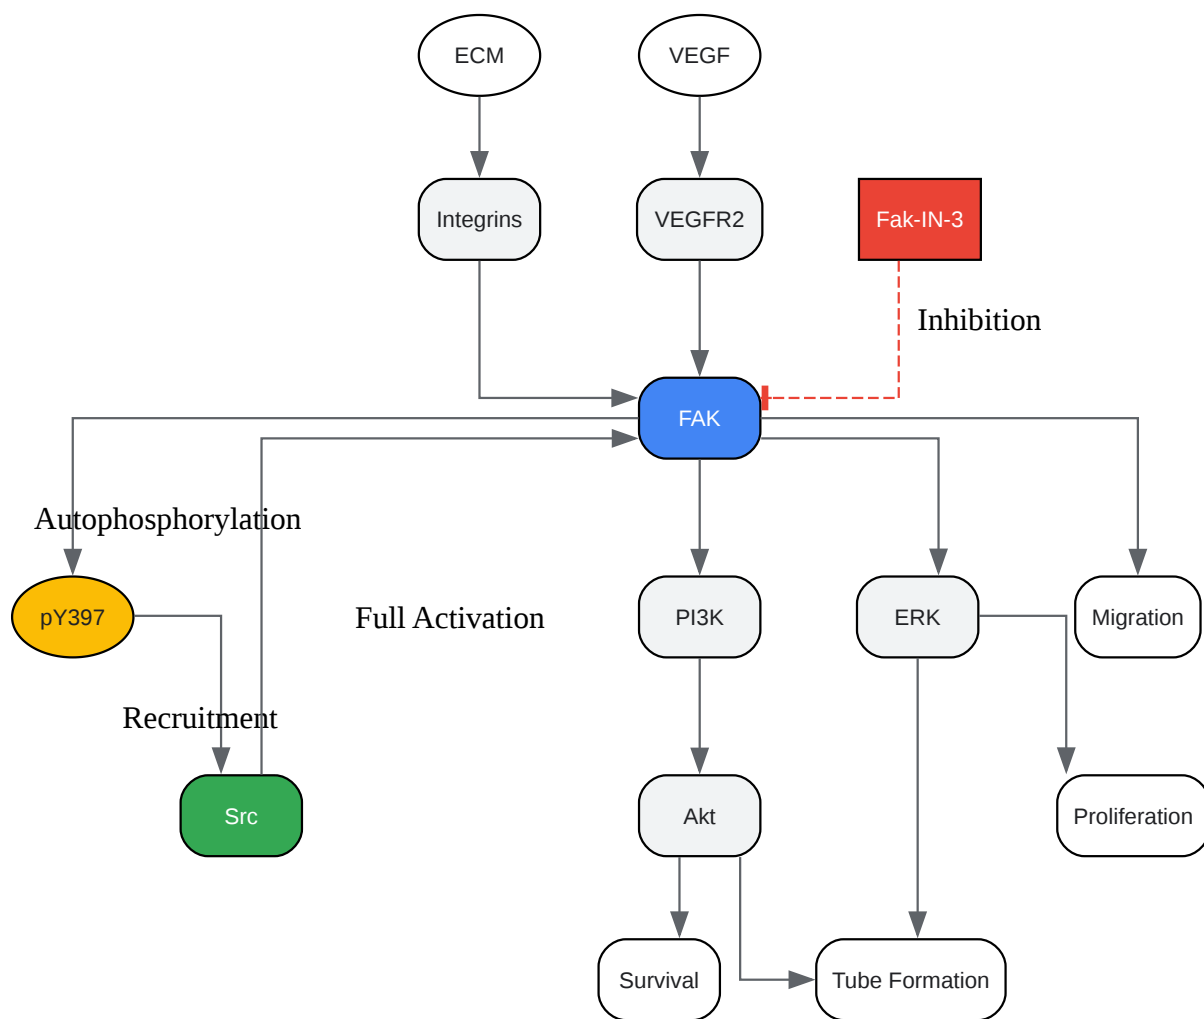 ECM
VEGF
Integrins
VEGFR2
Fak-IN-3
Inhibition
FAK
Autophosphorylation
pY397
Full Activation
PI3K
ERK
Migration
Recruitment
Src
Akt
Proliferation
Survival
Tube Formation